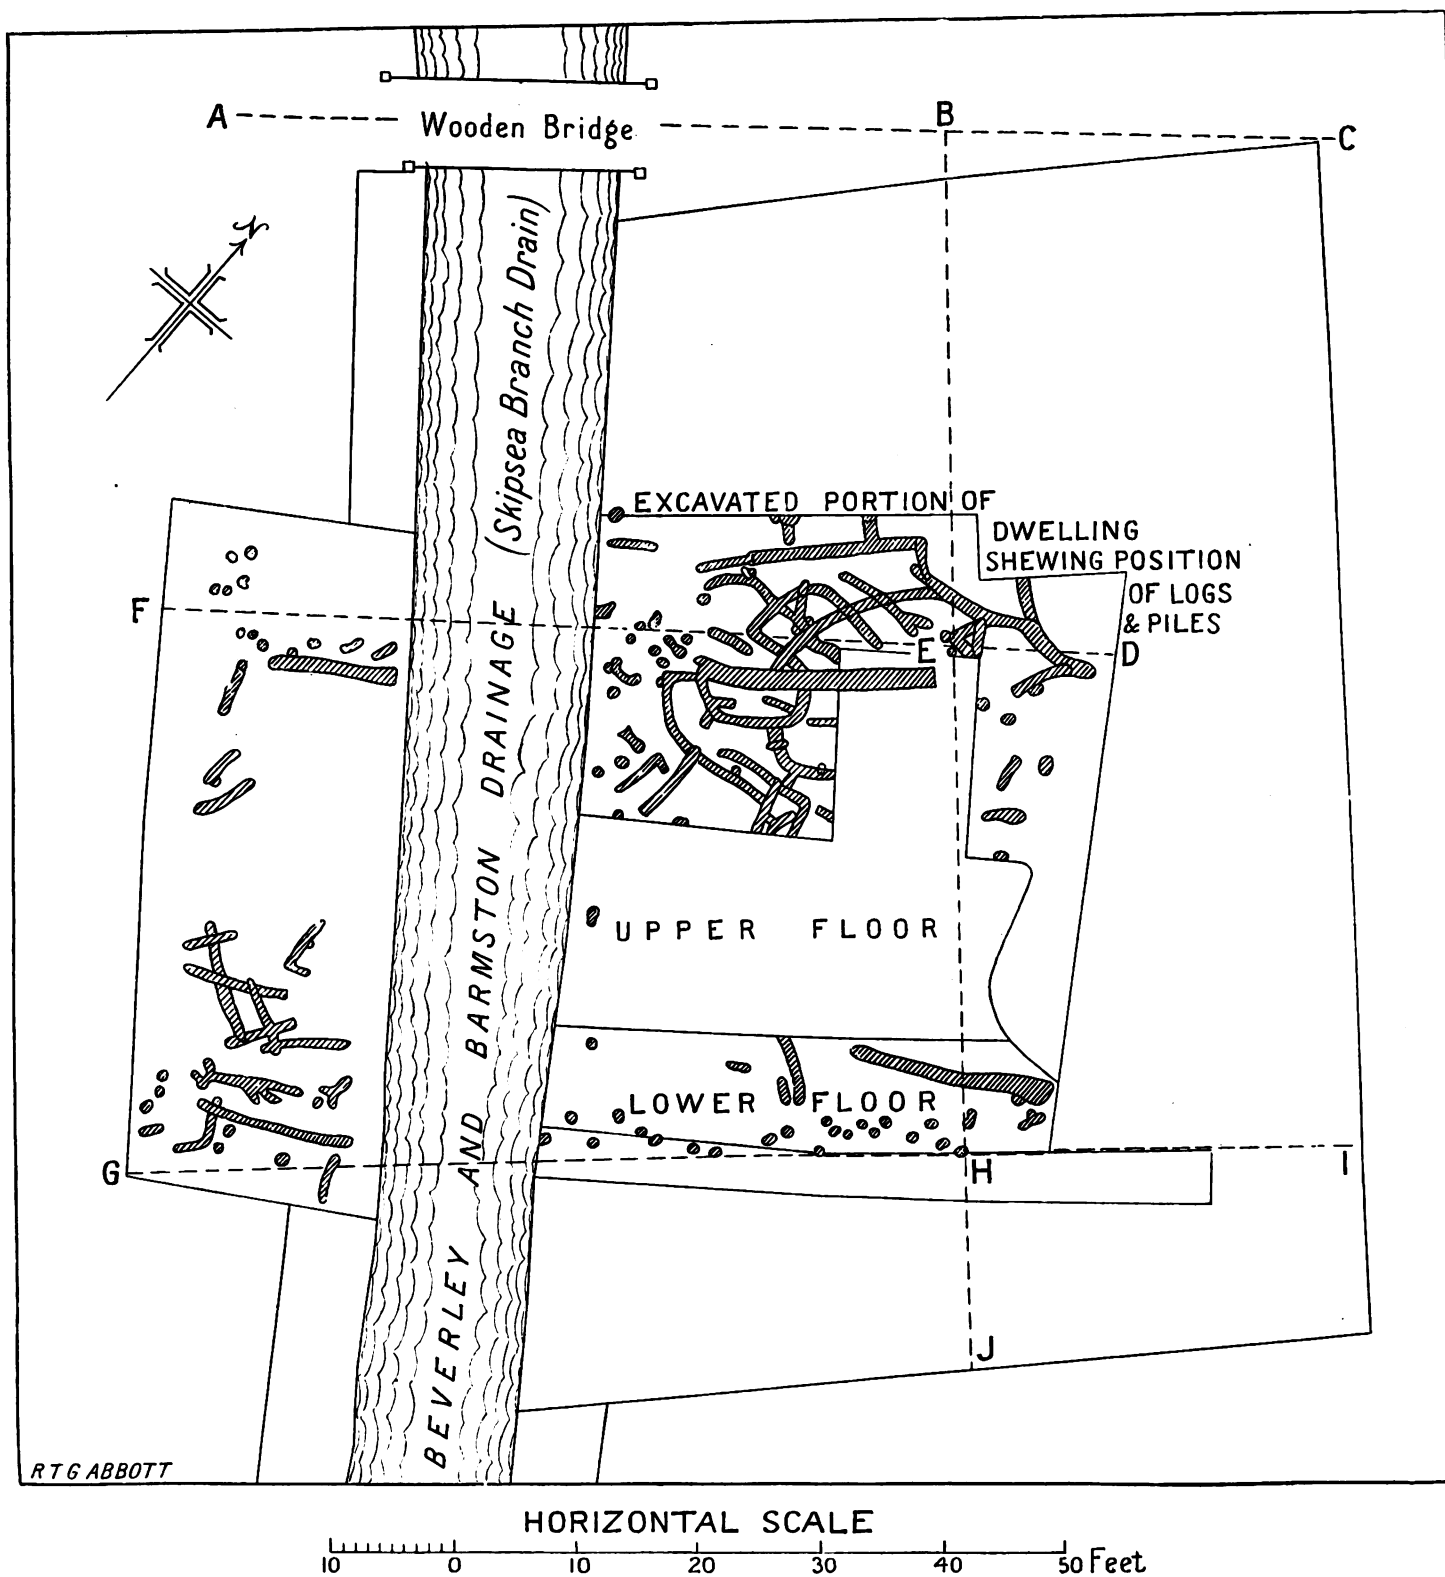 A
Wooden Bridge
B
C
N
(Skipsea Branch Drain)
EXCAVATED PORTION OF
DWELLING
SHEWING POSITION
OF LOGS
& PILES
F
E
D
BEVERLEY AND BARMSTON DRAINAGE
UPPER FLOOR
LOWER FLOOR
G
H
I
J
R T G ABBOTT
HORIZONTAL SCALE
10 0 10 20 30 40 50 Feet